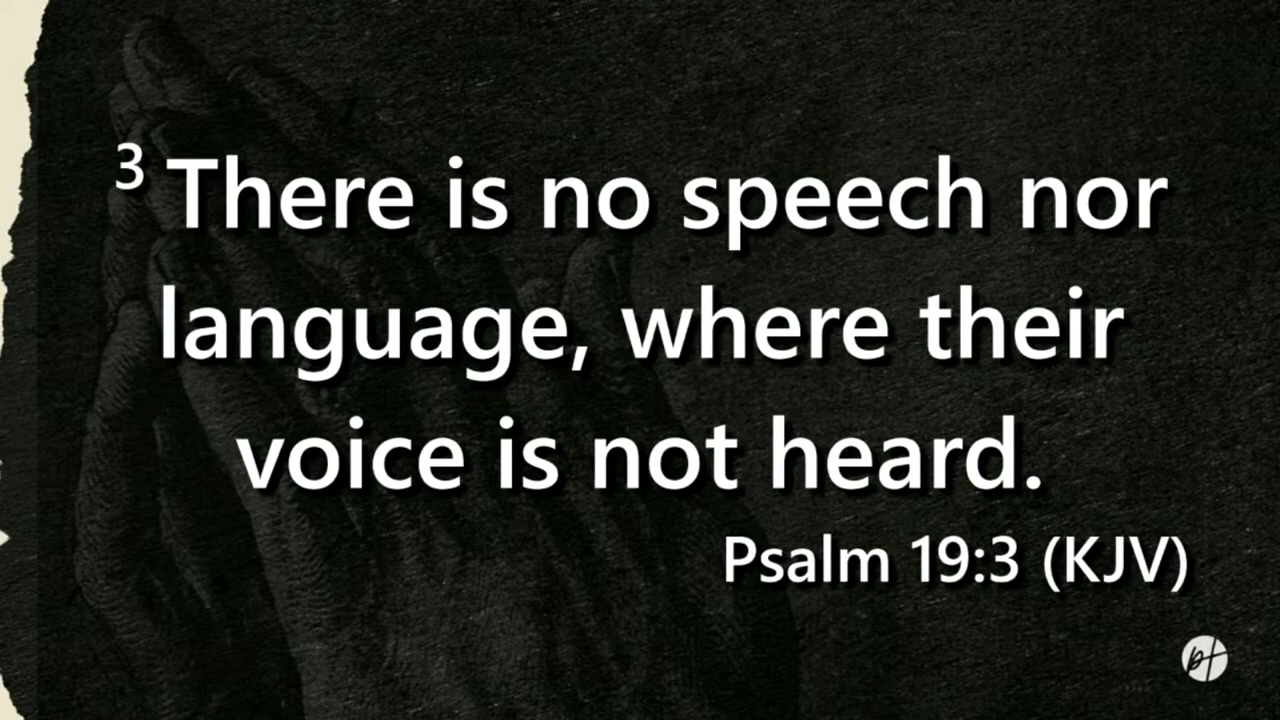 3 There is no speech nor
language, where their
voice is not heard.
Psalm 19:3 (KJV)